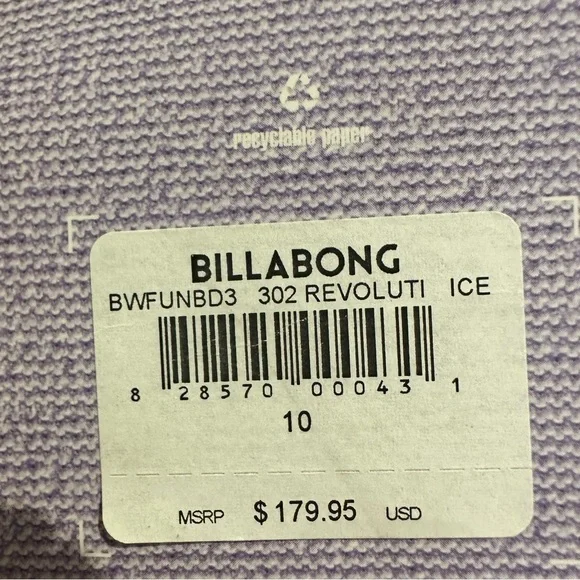 recyclable paper
BILLABONG
BWFUNBD3 302 REVOLUTI ICE
8 28570 00043 1
10
MSRP $179.95 USD